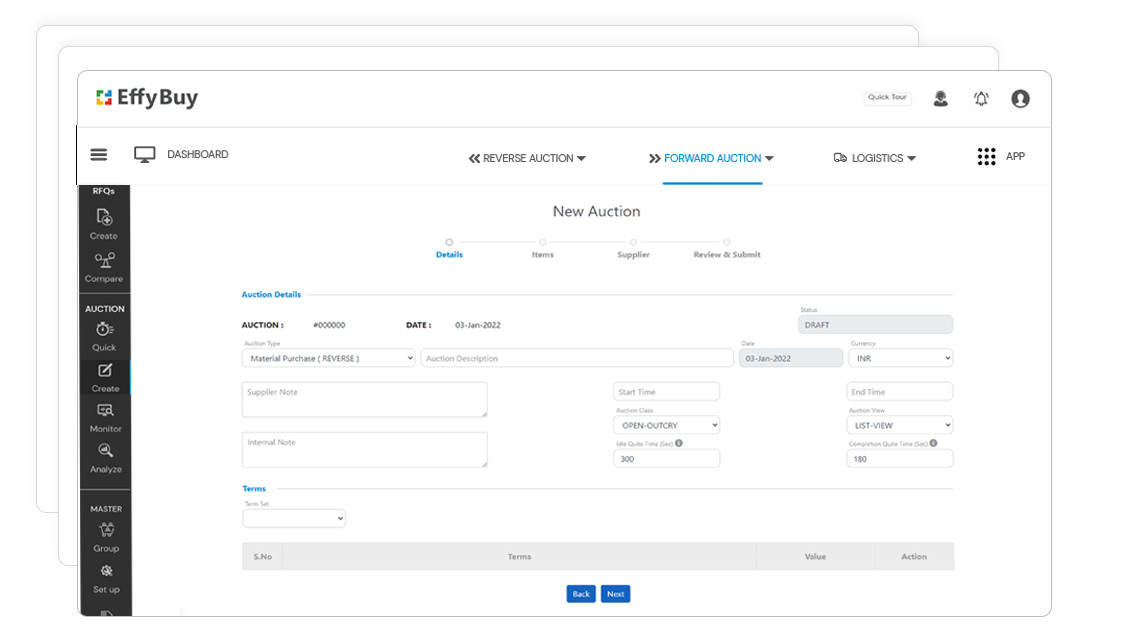 EffyBuy
Quick Tour
DASHBOARD
REVERSE AUCTION
FORWARD AUCTION
LOGISTICS
APP
RFQs
Create
Compare
AUCTION
Quick
Create
Monitor
Analyze
MASTER
Group
Set up
New Auction
Details Items Supplier Review & Submit
Auction Details
Status
AUCTION : #000000 DATE : 03-Jan-2022 DRAFT
Auction Type Date Currency
Material Purchase ( REVERSE ) Auction Description 03-Jan-2022 INR
Supplier Note Start Time End Time
Auction Class Auction View
OPEN-OUTCRY LIST-VIEW
Internal Note Idle Quite Time (Sec) Completion Quite Time (Sec)
300 180
Terms
Term Set
S.No Terms Value Action
Back Next